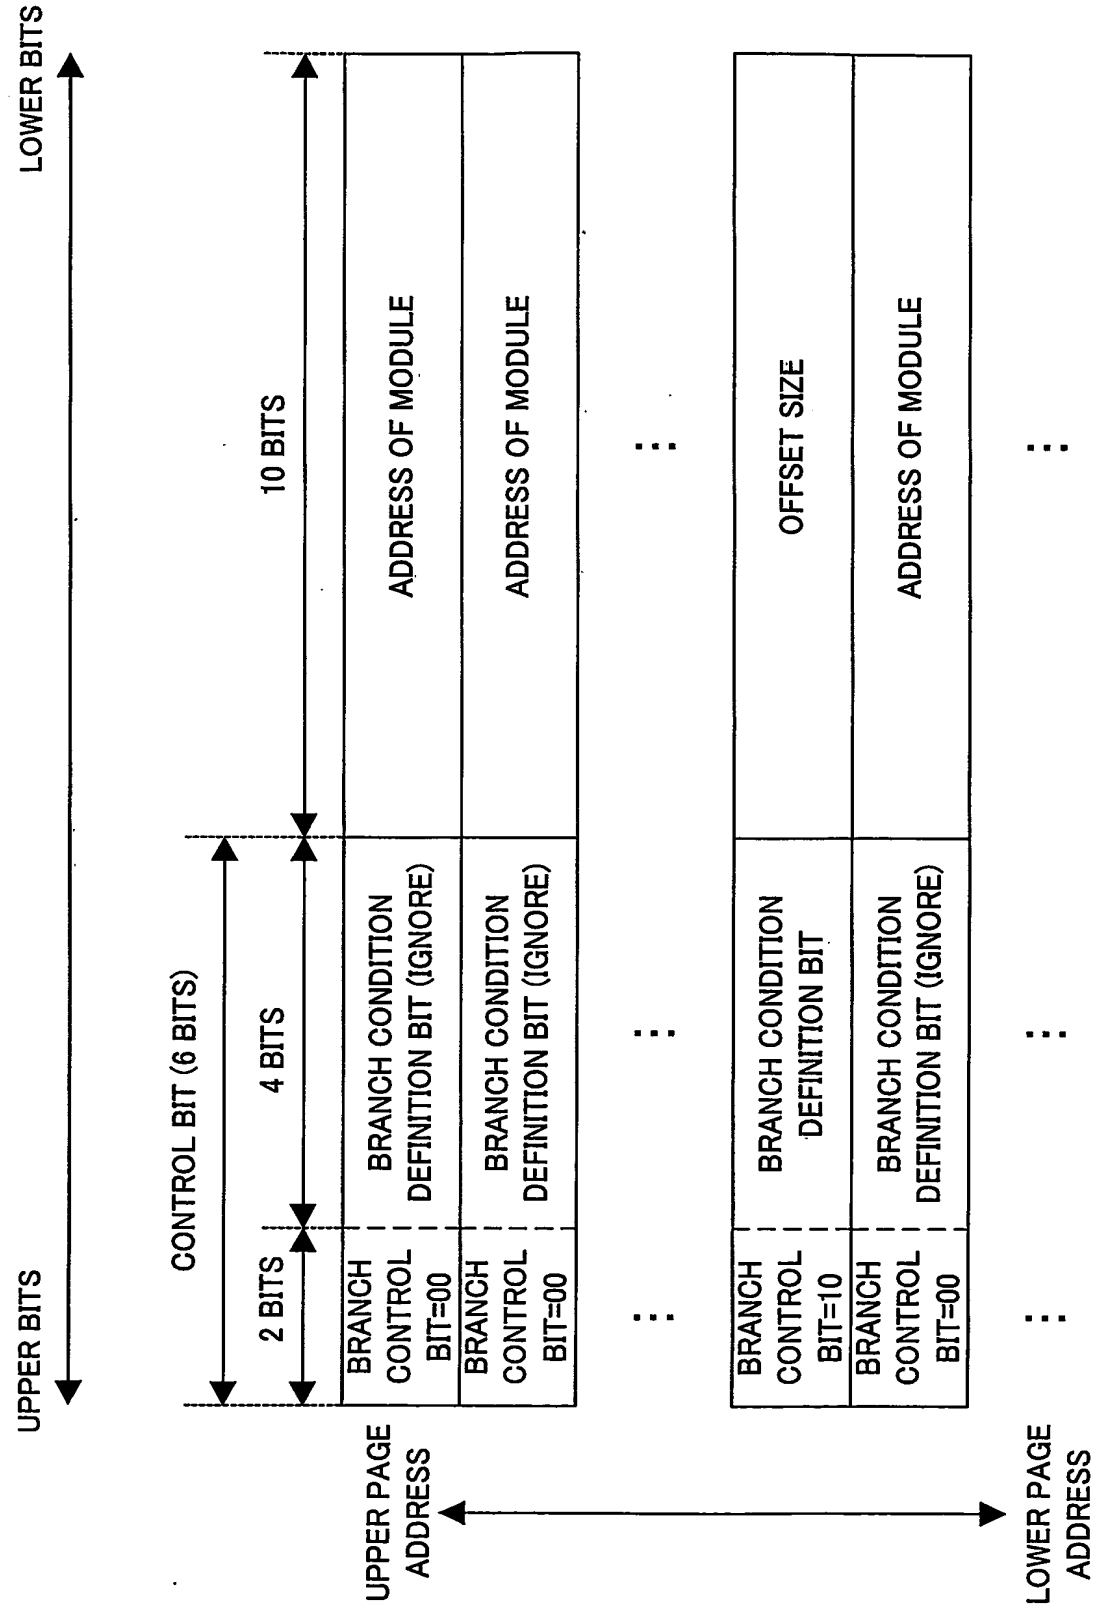 UPPER BITS
LOWER BITS
CONTROL BIT (6 BITS)
2 BITS
4 BITS
10 BITS
UPPER PAGE
ADDRESS
BRANCH
CONTROL
BIT=00
BRANCH CONDITION
DEFINITION BIT (IGNORE)
ADDRESS OF MODULE
BRANCH
CONTROL
BIT=00
BRANCH CONDITION
DEFINITION BIT (IGNORE)
ADDRESS OF MODULE
...
...
...
BRANCH
CONTROL
BIT=10
BRANCH CONDITION
DEFINITION BIT
OFFSET SIZE
BRANCH
CONTROL
BIT=00
BRANCH CONDITION
DEFINITION BIT (IGNORE)
ADDRESS OF MODULE
...
...
...
LOWER PAGE
ADDRESS